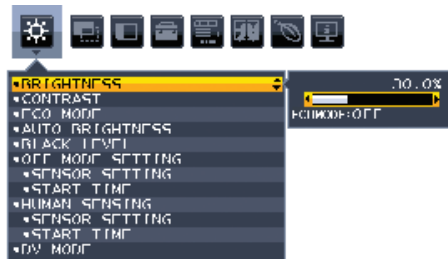 BRIGHTNESS
CONTRAST
ECO MODE
AUTO BRIGHTNESS
BLACK LEVEL
OFF MODE SETTING
SENSOR SETTING
START TIME
HUMAN SENSING
SENSOR SETTING
START TIME
DV MODE
.0%
ECOMODE:OFF